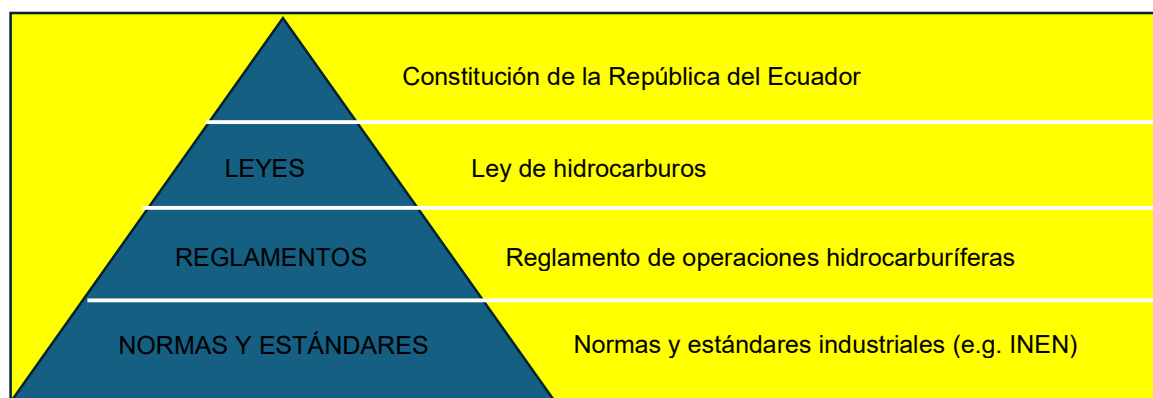 Constitución de la República del Ecuador
LEYES
Ley de hidrocarburos
REGLAMENTOS
Reglamento de operaciones hidrocarburíferas
NORMAS Y ESTÁNDARES
Normas y estándares industriales (e.g. INEN)